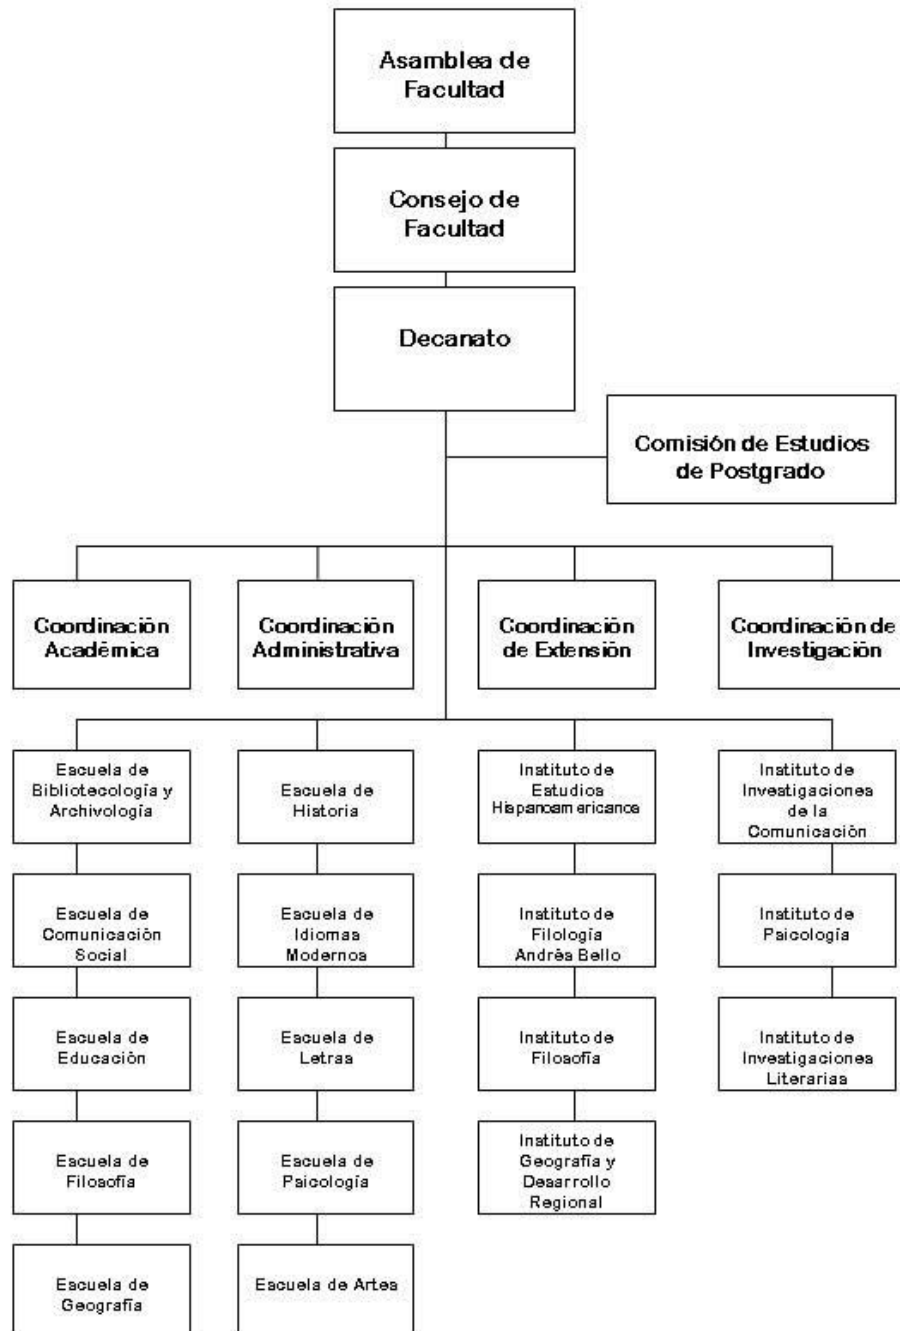 Asamblea de
Facultad
Consejo de
Facultad
Decanato
Comisión de Estudios
de Postgrado
Coordinación
Académica
Coordinación
Administrativa
Coordinación
de Extensión
Coordinación de
Investigación
Escuela de
Bibliotecología y
Archivología
Escuela de
Historia
Instituto de
Estudios
Hispanoamericanos
Instituto de
Investigaciones
de la
Comunicación
Escuela de
Comunicación
Social
Escuela de
Idiomas
Modernos
Instituto de
Filología
Andrés Bello
Instituto de
Psicología
Escuela de
Educación
Escuela de
Letras
Instituto de
Filosofía
Instituto de
Investigaciones
Literarias
Escuela de
Filosofía
Escuela de
Psicología
Instituto de
Geografía y
Desarrollo
Regional
Escuela de
Geografía
Escuela de Artes